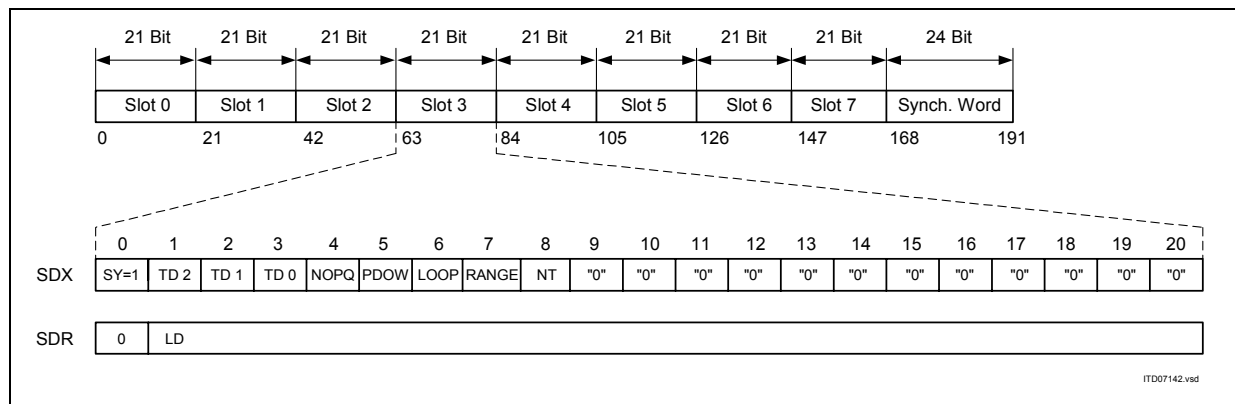 21 Bit 21 Bit 21 Bit 21 Bit 21 Bit 21 Bit 21 Bit 21 Bit 24 Bit
Slot 0 Slot 1 Slot 2 Slot 3 Slot 4 Slot 5 Slot 6 Slot 7 Synch. Word
0 21 42 63 84 105 126 147 168 191
0 1 2 3 4 5 6 7 8 9 10 11 12 13 14 15 16 17 18 19 20
SDX SY=1 TD 2 TD 1 TD 0 NOPQ PDOW LOOP RANGE NT "0" "0" "0" "0" "0" "0" "0" "0" "0" "0" "0" "0"
SDR 0 LD
ITD07142.vsd